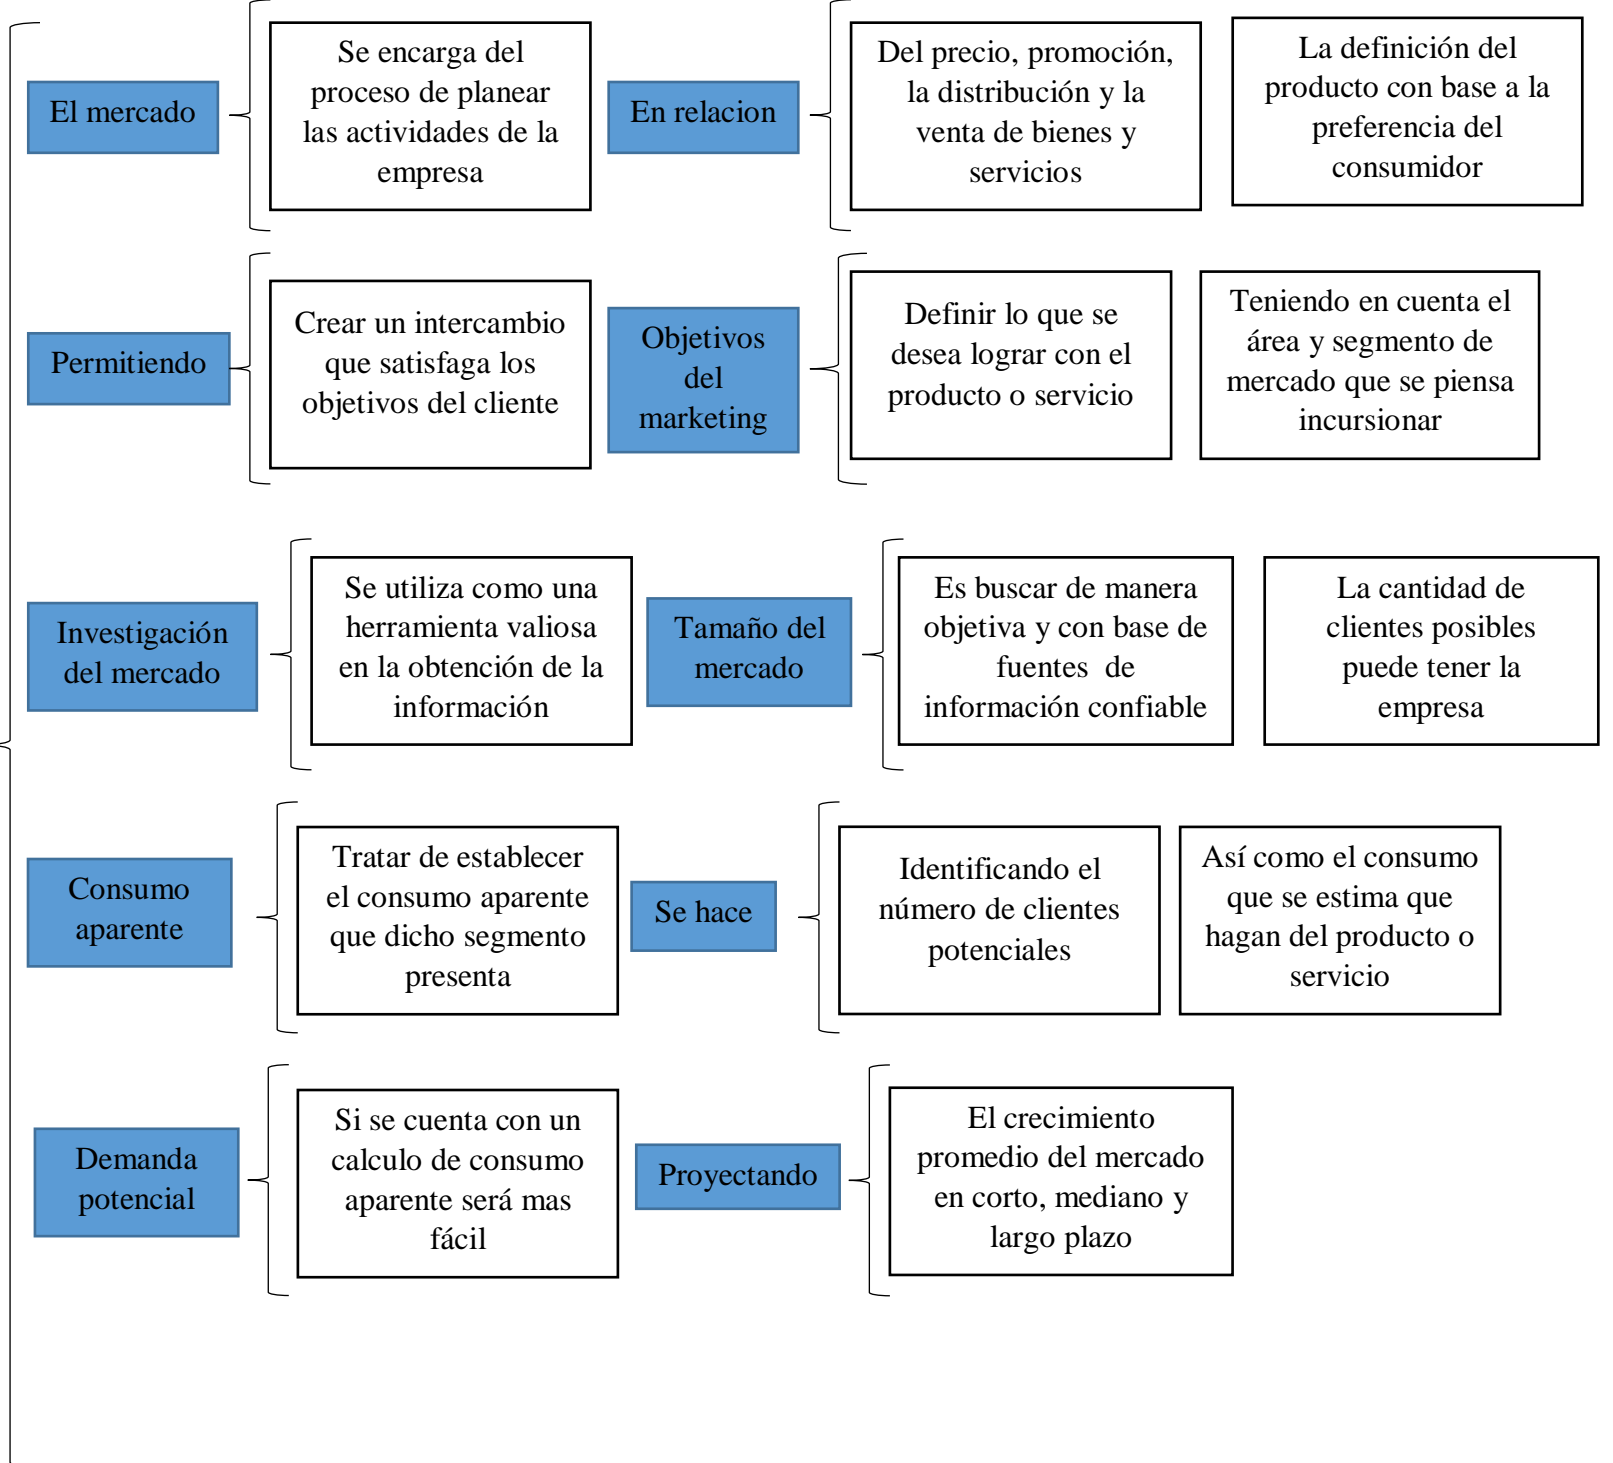 El mercado
Se encarga del
proceso de planear
las actividades de la
empresa
En relacion
Del precio, promoción,
la distribución y la
venta de bienes y
servicios
La definición del
producto con base a la
preferencia del
consumidor
Permitiendo
Crear un intercambio
que satisfaga los
objetivos del cliente
Objetivos
del
marketing
Definir lo que se
desea lograr con el
producto o servicio
Teniendo en cuenta el
área y segmento de
mercado que se piensa
incursionar
Investigación
del mercado
Se utiliza como una
herramienta valiosa
en la obtención de la
información
Tamaño del
mercado
Es buscar de manera
objetiva y con base de
fuentes de
información confiable
La cantidad de
clientes posibles
puede tener la
empresa
Consumo
aparente
Tratar de establecer
el consumo aparente
que dicho segmento
presenta
Se hace
Identificando el
número de clientes
potenciales
Así como el consumo
que se estima que
hagan del producto o
servicio
Demanda
potencial
Si se cuenta con un
calculo de consumo
aparente será mas
fácil
Proyectando
El crecimiento
promedio del mercado
en corto, mediano y
largo plazo